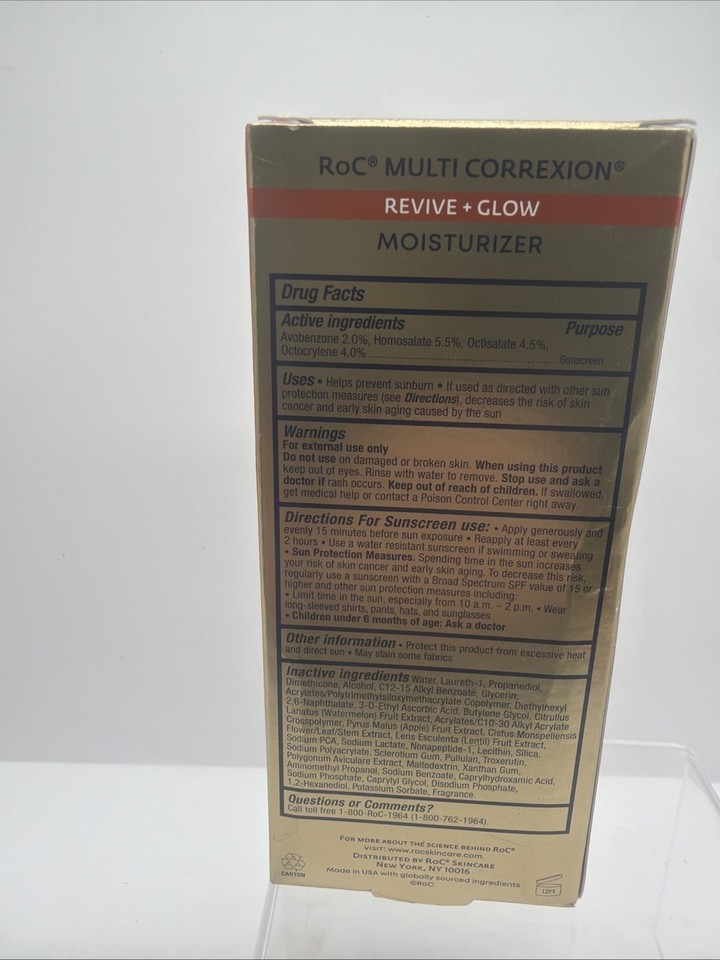 RoC® MULTI CORREXION®
REVIVE + GLOW
MOISTURIZER
Drug Facts
Active ingredients Purpose
Avobenzone 2.0%, Homosalate 5.5%, Octisalate 4.5%,
Octocrylene 4.0% ........................................................ Sunscreen
Uses • Helps prevent sunburn • If used as directed with other sun
protection measures (see Directions), decreases the risk of skin
cancer and early skin aging caused by the sun
Warnings
For external use only
Do not use on damaged or broken skin. When using this product
keep out of eyes. Rinse with water to remove. Stop use and ask a
doctor if rash occurs. Keep out of reach of children. If swallowed,
get medical help or contact a Poison Control Center right away.
Directions For Sunscreen use: • Apply generously and
evenly 15 minutes before sun exposure • Reapply at least every
2 hours • Use a water resistant sunscreen if swimming or sweating
• Sun Protection Measures. Spending time in the sun increases
your risk of skin cancer and early skin aging. To decrease this risk,
regularly use a sunscreen with a Broad Spectrum SPF value of 15 or
higher and other sun protection measures including:
• Limit time in the sun, especially from 10 a.m. – 2 p.m. • Wear
long-sleeved shirts, pants, hats, and sunglasses
• Children under 6 months of age: Ask a doctor
Other information • Protect this product from excessive heat
and direct sun • May stain some fabrics
Inactive ingredients Water, Laureth-1, Propanediol,
Dimethicone, Alcohol, C12-15 Alkyl Benzoate, Glycerin,
Acrylates/Polytrimethylsiloxymethacrylate Copolymer, Diethylhexyl
2,6-Naphthalate, 3-O-Ethyl Ascorbic Acid, Butylene Glycol, Citrullus
Lanatus (Watermelon) Fruit Extract, Acrylates/C10-30 Alkyl Acrylate
Crosspolymer, Pyrus Malus (Apple) Fruit Extract, Cistus Monspeliensis
Flower/Leaf/Stem Extract, Lens Esculenta (Lentil) Fruit Extract,
Sodium PCA, Sodium Lactate, Nonapeptide-1, Lecithin, Silica,
Sodium Polyacrylate, Sclerotium Gum, Pullulan, Troxerutin,
Polygonum Aviculare Extract, Maltodextrin, Xanthan Gum,
Aminomethyl Propanol, Sodium Benzoate, Caprylhydroxamic Acid,
Sodium Phosphate, Caprylyl Glycol, Disodium Phosphate,
1,2-Hexanediol, Potassium Sorbate, Fragrance.
Questions or Comments?
Call toll free 1-800-RoC-1964 (1-800-762-1964).
FOR MORE ABOUT THE SCIENCE BEHIND ROC®
VISIT: www.rocskincare.com.
DISTRIBUTED BY ROC® SKINCARE
NEW YORK, NY 10016
Made in USA with globally sourced ingredients
©RoC
CARTON
12M